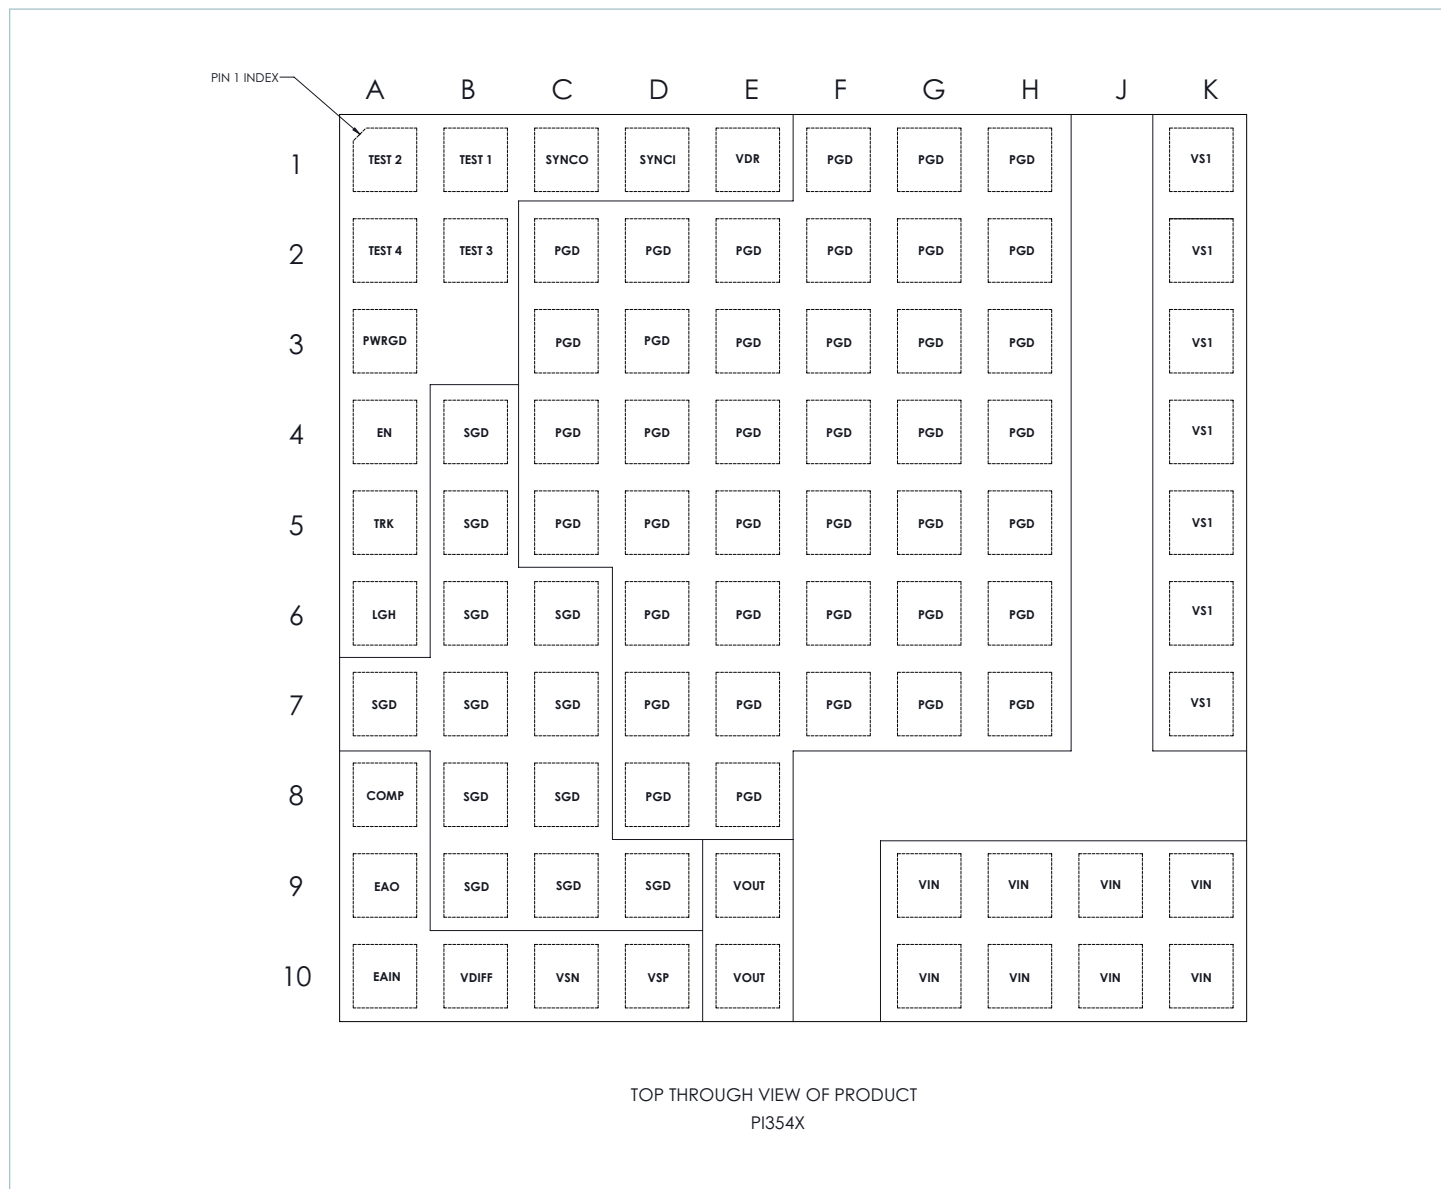 PIN 1 INDEX
A B C D E F G H J K
1 TEST 2 TEST 1 SYNCO SYNCI VDR PGD PGD PGD VS1
2 TEST 4 TEST 3 PGD PGD PGD PGD PGD PGD VS1
3 PWRGD PGD PGD PGD PGD PGD PGD VS1
4 EN SGD PGD PGD PGD PGD PGD PGD VS1
5 TRK SGD PGD PGD PGD PGD PGD PGD VS1
6 LGH SGD SGD PGD PGD PGD PGD PGD VS1
7 SGD SGD SGD PGD PGD PGD PGD PGD VS1
8 COMP SGD SGD PGD PGD
9 EAO SGD SGD SGD VOUT VIN VIN VIN VIN
10 EAIN VDIFF VSN VSP VOUT VIN VIN VIN VIN
TOP THROUGH VIEW OF PRODUCT
PI354X